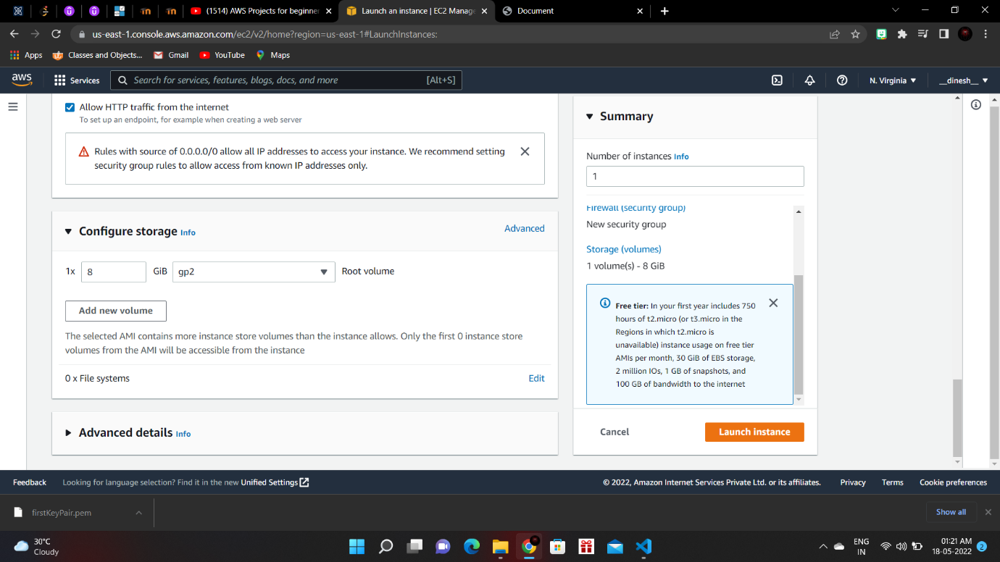 (1514) AWS Projects for beginner
Launch an instance | EC2 Manage
Document
us-east-1.console.aws.amazon.com/ec2/v2/home?region=us-east-1#LaunchInstances:
Apps
Classes and Objects...
Gmail
YouTube
Maps
aws
Services
Search for services, features, blogs, docs, and more
[Alt+S]
N. Virginia
__dinesh__
Allow HTTP traffic from the internet
To set up an endpoint, for example when creating a web server
Rules with source of 0.0.0.0/0 allow all IP addresses to access your instance. We recommend setting
security group rules to allow access from known IP addresses only.
Configure storage Info
Advanced
1x 8 GiB gp2 Root volume
Add new volume
The selected AMI contains more instance store volumes than the instance allows. Only the first 0 instance store
volumes from the AMI will be accessible from the instance
0 x File systems
Edit
Advanced details Info
Summary
Number of instances Info
1
Firewall (security group)
New security group
Storage (volumes)
1 volume(s) - 8 GiB
Free tier: In your first year includes 750
hours of t2.micro (or t3.micro in the
Regions in which t2.micro is
unavailable) instance usage on free tier
AMIs per month, 30 GiB of EBS storage,
2 million IOs, 1 GB of snapshots, and
100 GB of bandwidth to the internet
Cancel
Launch instance
Feedback
Looking for language selection? Find it in the new Unified Settings
© 2022, Amazon Internet Services Private Ltd. or its affiliates.
Privacy
Terms
Cookie preferences
firstKeyPair.pem
Show all
30°C
Cloudy
ENG
IN
01:21 AM
18-05-2022
2